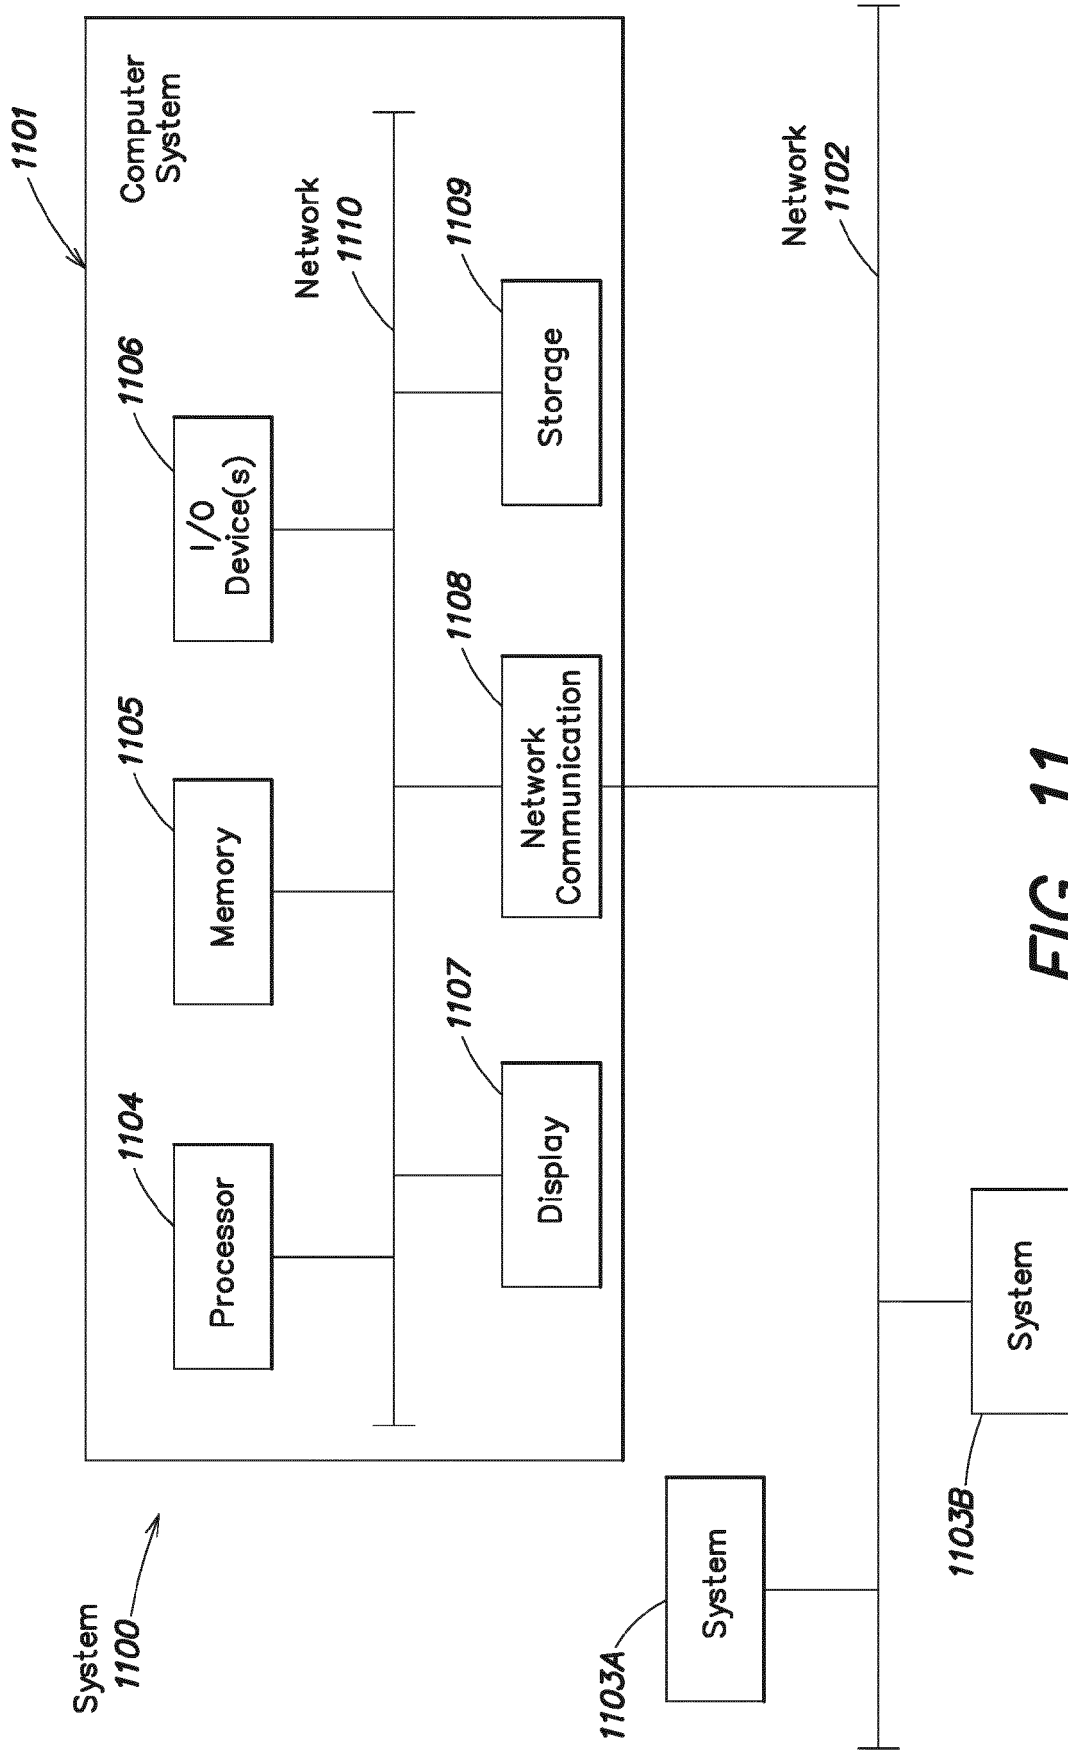 System
1100
1101
Computer
System
1104
Processor
1105
Memory
1106
I/O
Device(s)
Network
1110
1107
Display
1108
Network
Communication
1109
Storage
1103A
System
Network
1102
1103B
System
FIG. 11